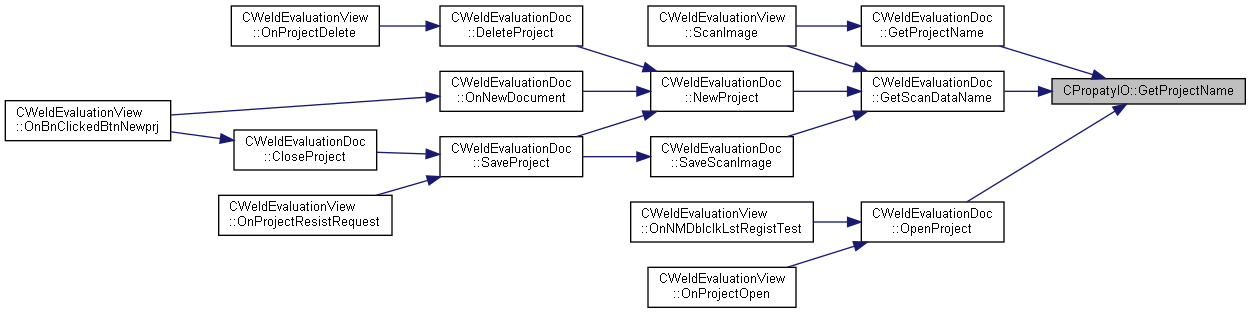 CWeldEvaluationView
::OnProjectDelete
CWeldEvaluationDoc
::DeleteProject
CWeldEvaluationView
::ScanImage
CWeldEvaluationDoc
::GetProjectName
CWeldEvaluationDoc
::OnNewDocument
CWeldEvaluationDoc
::NewProject
CWeldEvaluationDoc
::GetScanDataName
CPropatyIO::GetProjectName
CWeldEvaluationView
::OnBnClickedBtnNewprj
CWeldEvaluationDoc
::CloseProject
CWeldEvaluationDoc
::SaveProject
CWeldEvaluationDoc
::SaveScanImage
CWeldEvaluationView
::OnProjectResistRequest
CWeldEvaluationView
::OnNMDblclkLstRegistTest
CWeldEvaluationDoc
::OpenProject
CWeldEvaluationView
::OnProjectOpen